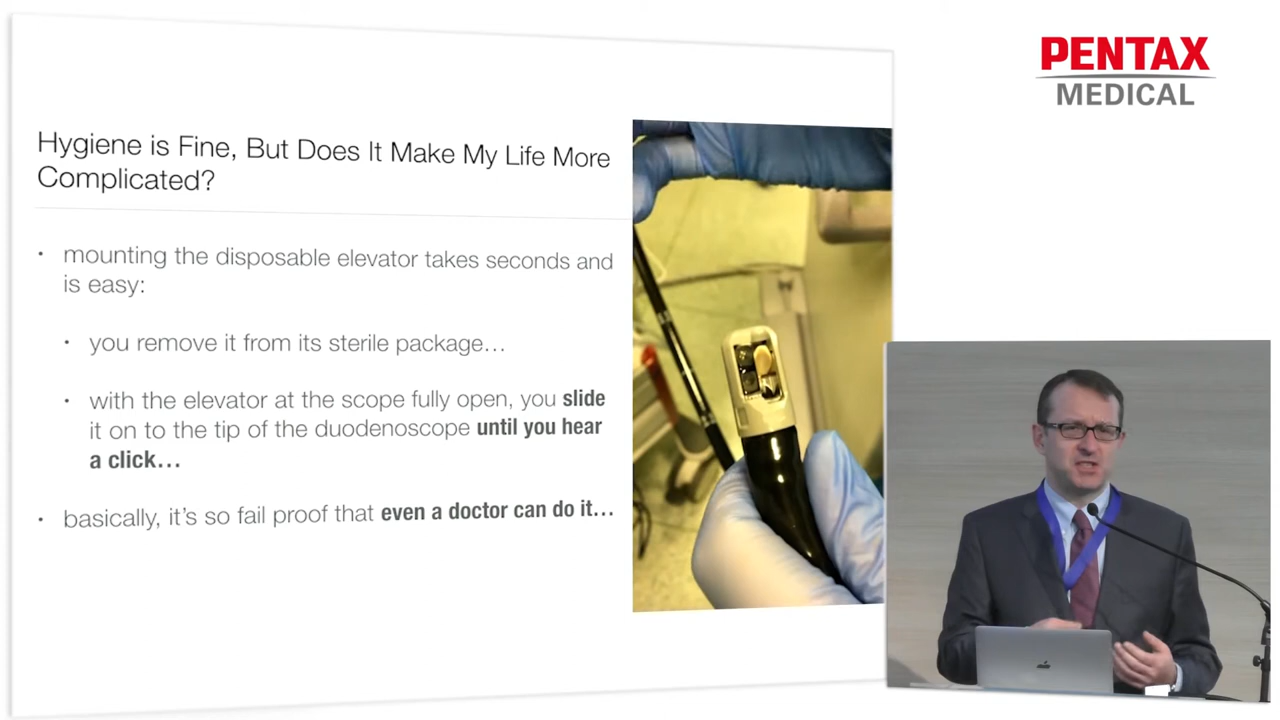 PENTAX
MEDICAL
Hygiene is Fine, But Does It Make My Life More
Complicated?
• mounting the disposable elevator takes seconds and
is easy:
• you remove it from its sterile package…
• with the elevator at the scope fully open, you slide
it on to the tip of the duodenoscope until you hear
a click…
• basically, it’s so fail proof that even a doctor can do it…